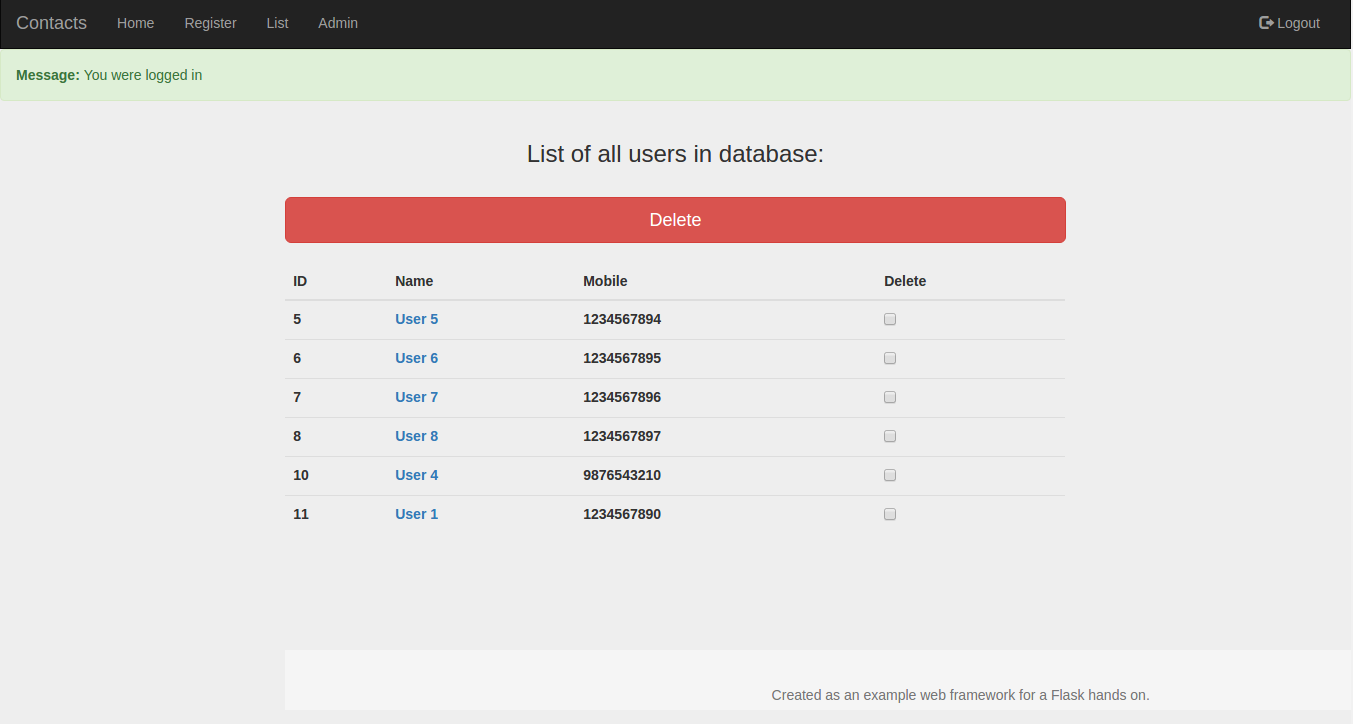 Contacts Home Register List Admin Logout
Message: You were logged in
List of all users in database:
Delete
ID Name Mobile Delete
5 User 5 1234567894
6 User 6 1234567895
7 User 7 1234567896
8 User 8 1234567897
10 User 4 9876543210
11 User 1 1234567890
Created as an example web framework for a Flask hands on.